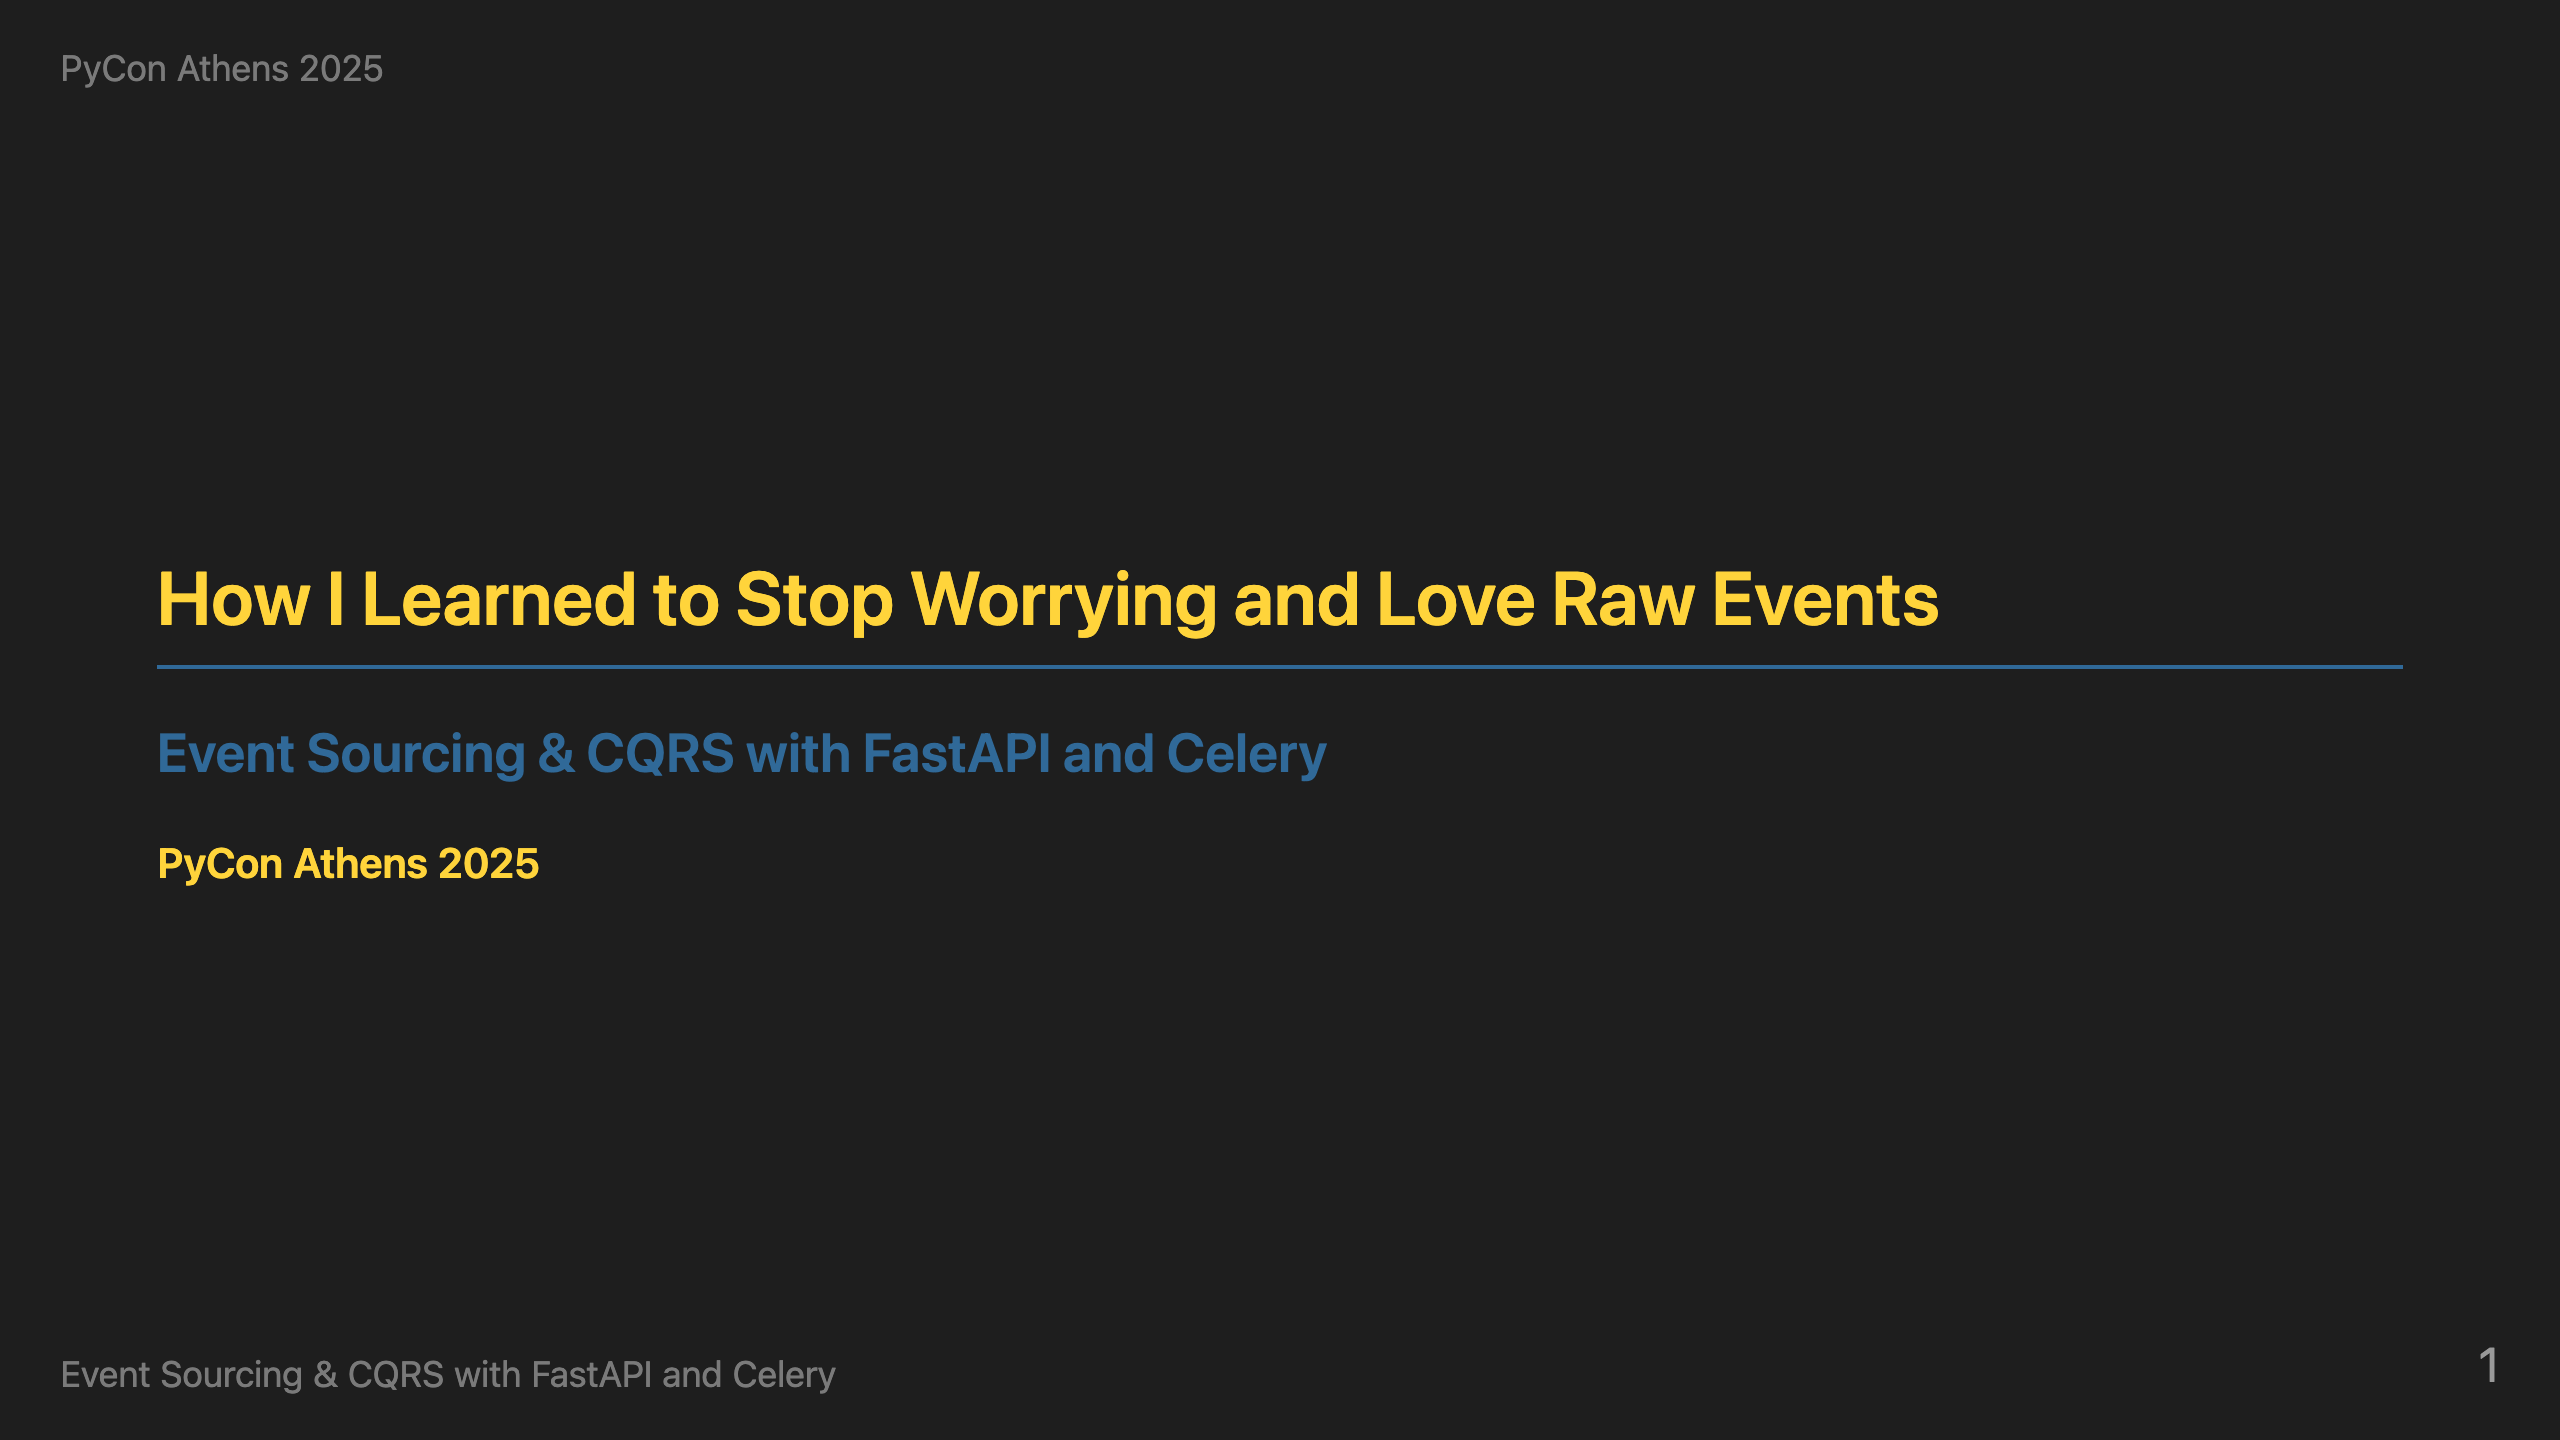 PyCon Athens 2025
How I Learned to Stop Worrying and Love Raw Events
Event Sourcing & CQRS with FastAPI and Celery
PyCon Athens 2025
Event Sourcing & CQRS with FastAPI and Celery
1